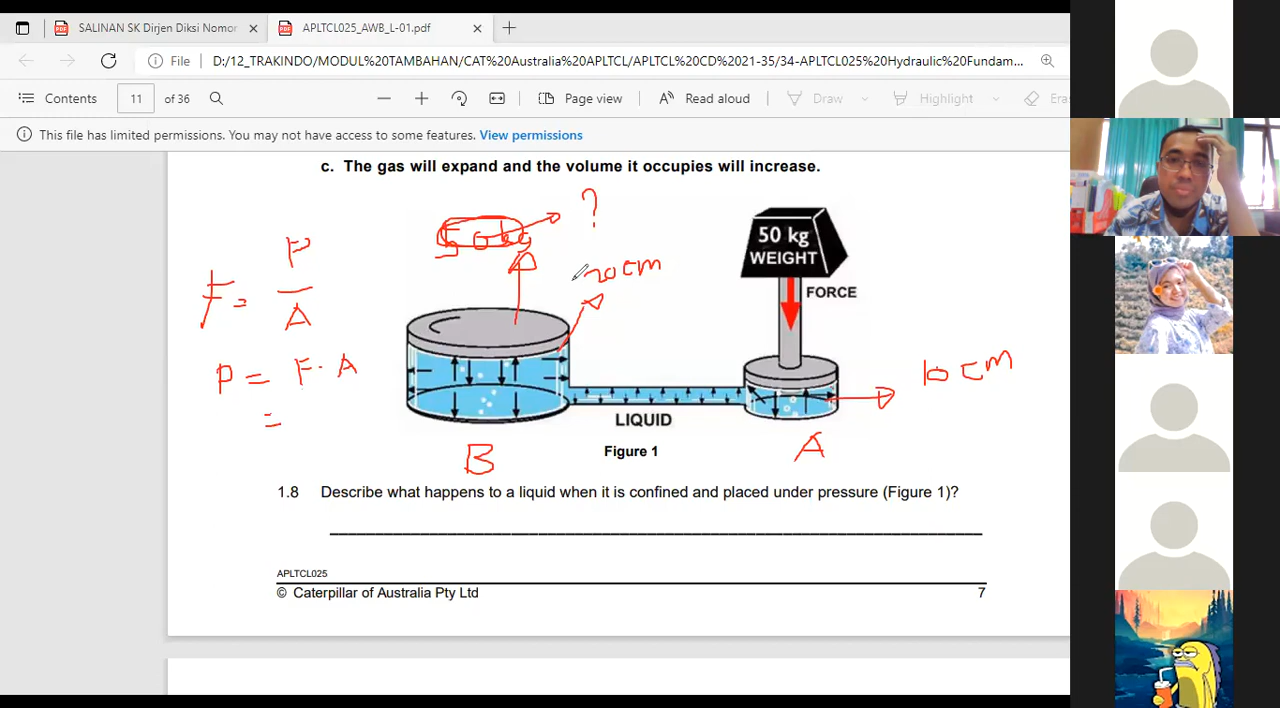 SALINAN SK Dirjen Diksi Nomor
APLTCL025_AWB_L-01.pdf
File
D:/12_TRAKINDO/MODUL%20TAMBAHAN/CAT%20Australia%20APLTCL/APLTCL%20CD%2021-35/34-APLTCL025%20Hydraulic%20Fundam...
Contents
11
of 36
Page view
Read aloud
Draw
Highlight
Era
This file has limited permissions. You may not have access to some features. View permissions
c. The gas will expand and the volume it occupies will increase.
?
50 kg
50 kg
WEIGHT
20 cm
FORCE
F = P
A
P = F. A
=
10 cm
LIQUID
B
A
Figure 1
1.8 Describe what happens to a liquid when it is confined and placed under pressure (Figure 1)?
APLTCL025
© Caterpillar of Australia Pty Ltd
7